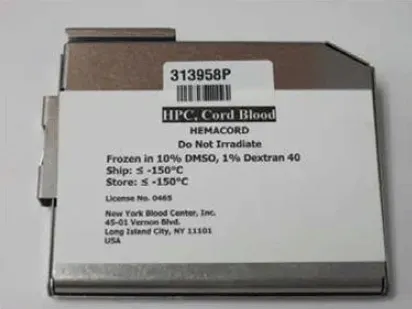 313958P
HPC, Cord Blood
HEMACORD
Do Not Irradiate
Frozen in 10% DMSO, 1% Dextran 40
Ship: ≤ -150°C
Store: ≤ -150°C
License No. 0465
New York Blood Center, Inc.
45-01 Vernon Blvd.
Long Island City, NY 11101
USA